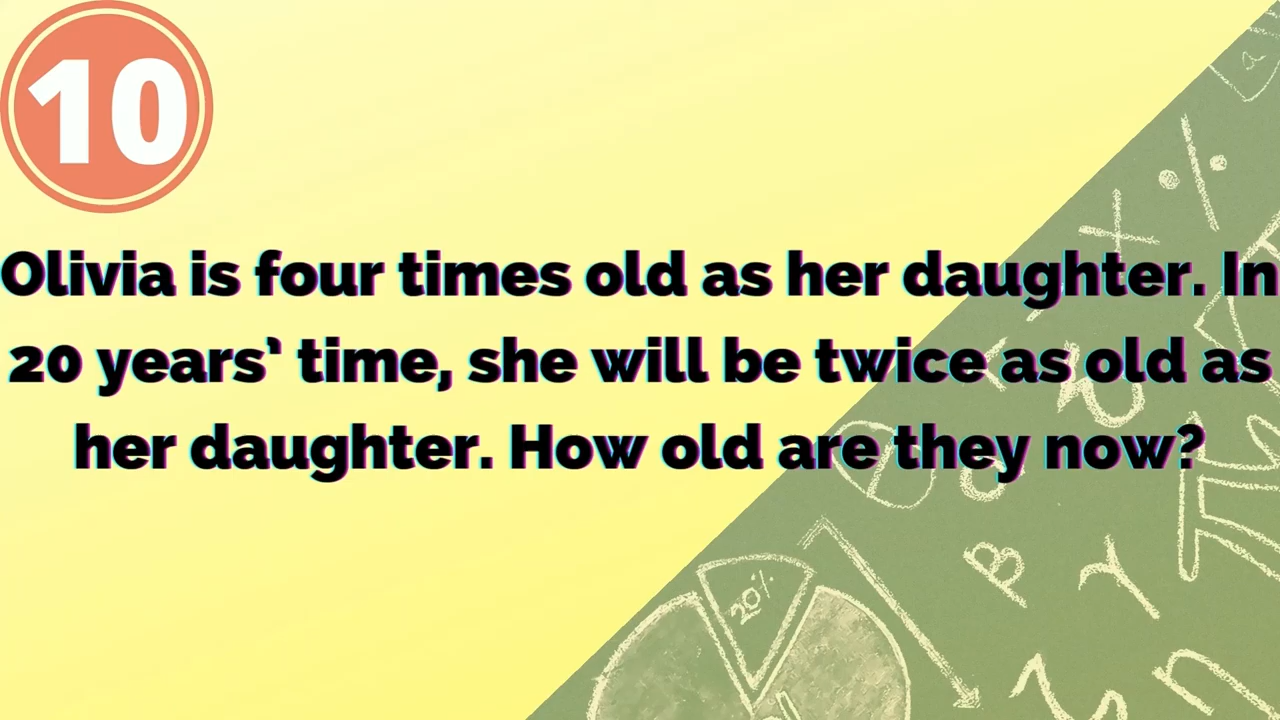 10
Olivia is four times old as her daughter. In
20 years’ time, she will be twice as old as
her daughter. How old are they now?
20%